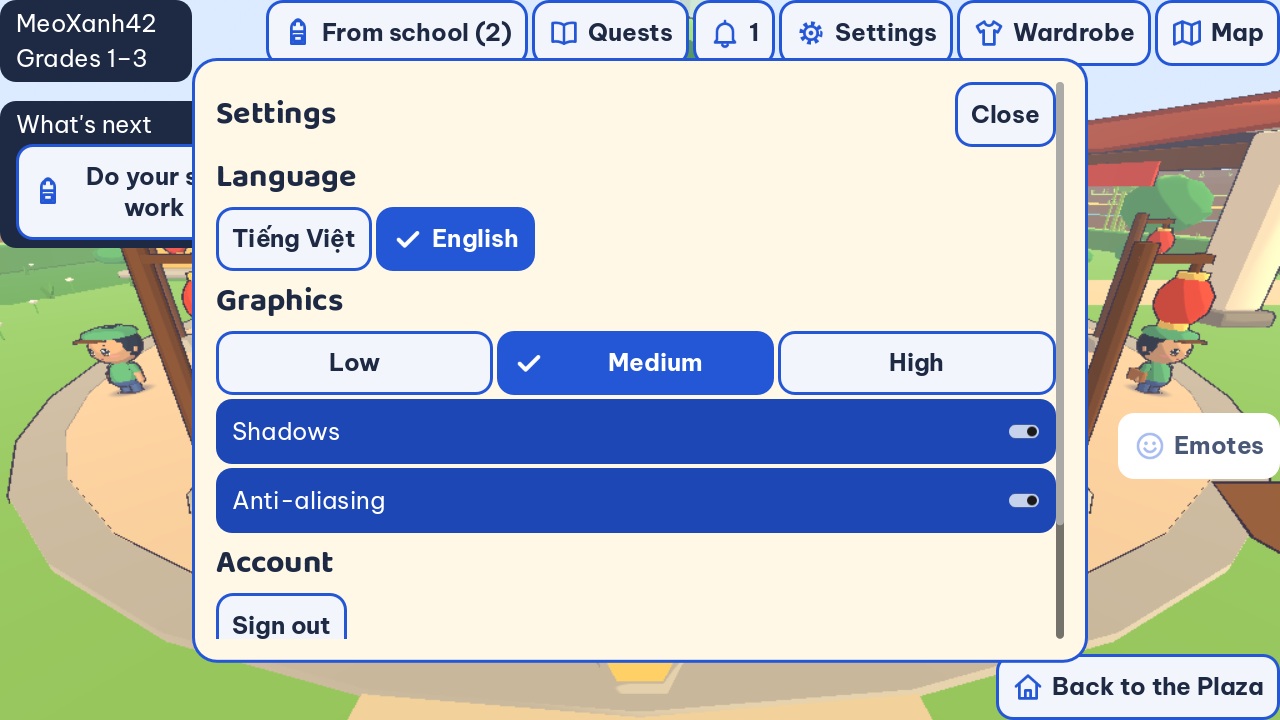 MeoXanh42
Grades 1–3
From school (2)
Quests
1
Settings
Wardrobe
Map
What's next
Do your s
work
Settings
Close
Language
Tiếng Việt
English
Graphics
Low
Medium
High
Shadows
Anti-aliasing
Account
Sign out
Emotes
Back to the Plaza